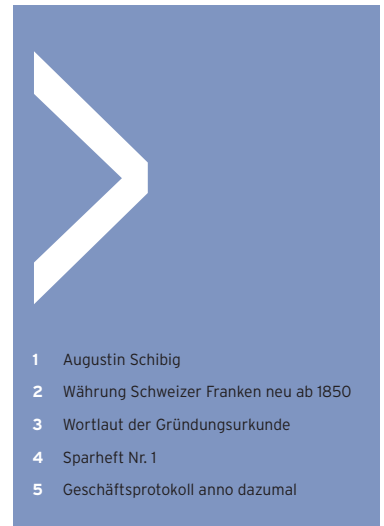 1 Augustin Schibig
2 Währung Schweizer Franken neu ab 1850
3 Wortlaut der Gründungsurkunde
4 Sparheft Nr. 1
5 Geschäftsprotokoll anno dazumal